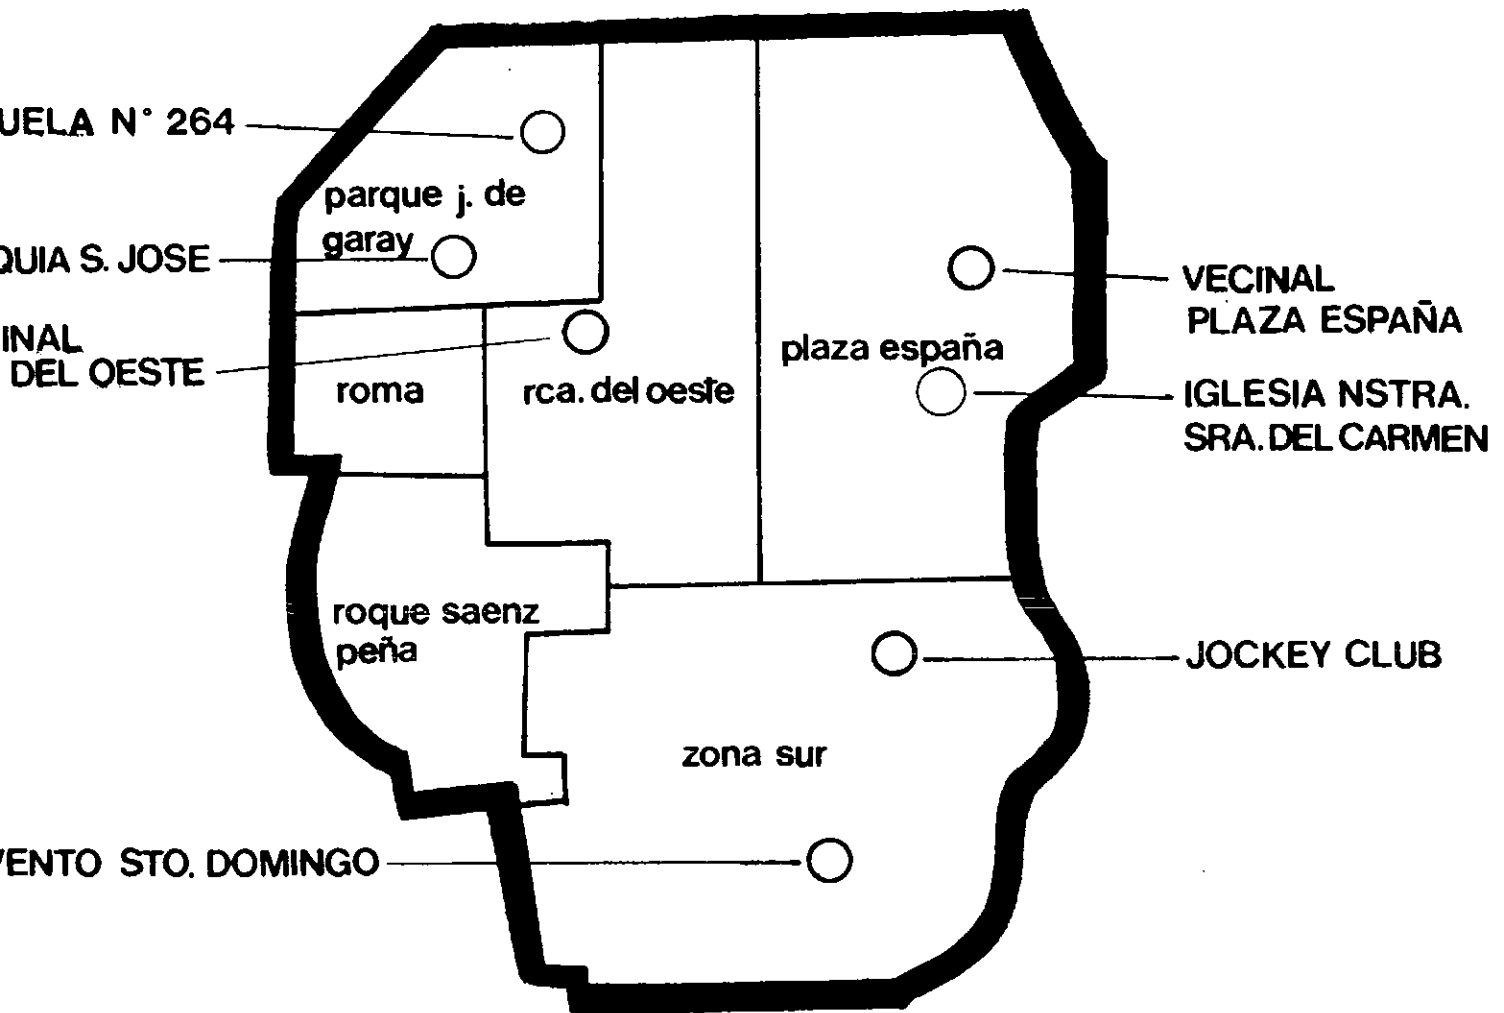 UELA N° 264
parque j. de
garay
QUIA S. JOSE
INAL
DEL OESTE
roma
rca. del oeste
plaza españa
VECINAL
PLAZA ESPAÑA
IGLESIA NSTRA.
SRA. DEL CARMEN
roque saenz
peña
JOCKEY CLUB
zona sur
VENTO STO. DOMINGO